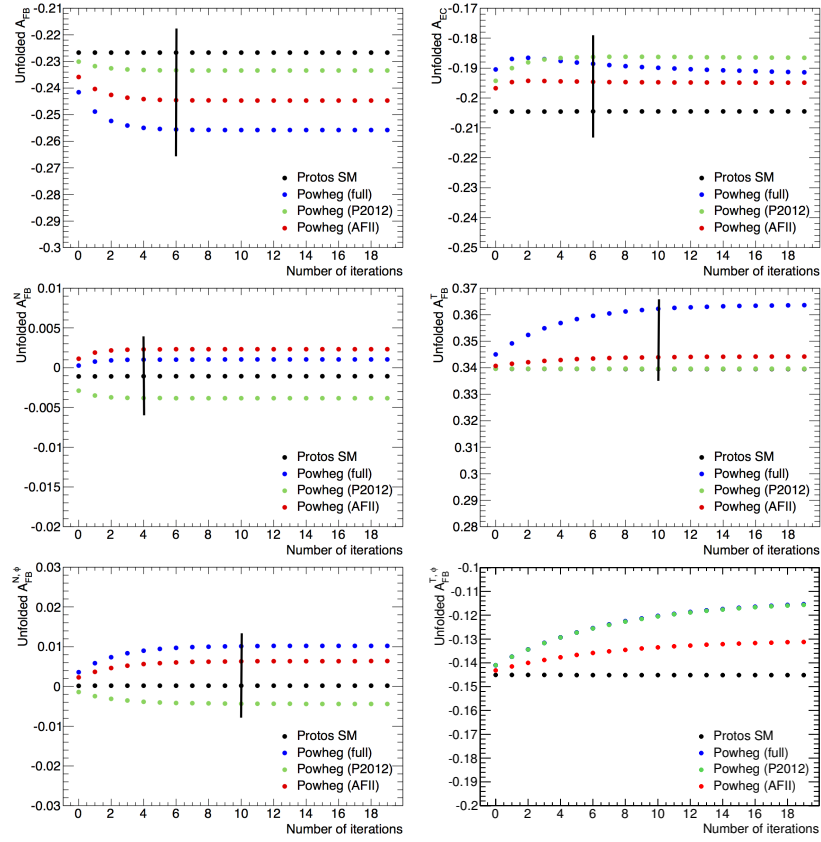 Unfolded A_FB
-0.21
-0.22
-0.23
-0.24
-0.25
-0.26
-0.27
-0.28
-0.29
-0.3
Protos SM
Powheg (full)
Powheg (P2012)
Powheg (AFII)
0 2 4 6 8 10 12 14 16 18
Number of iterations
Unfolded A_EC
-0.17
-0.18
-0.19
-0.2
-0.21
-0.22
-0.23
-0.24
-0.25
Protos SM
Powheg (full)
Powheg (P2012)
Powheg (AFII)
0 2 4 6 8 10 12 14 16 18
Number of iterations
Unfolded A^N_FB
0.01
0.005
0
-0.005
-0.01
-0.015
-0.02
Protos SM
Powheg (full)
Powheg (P2012)
Powheg (AFII)
0 2 4 6 8 10 12 14 16 18
Number of iterations
Unfolded A^T_FB
0.37
0.36
0.35
0.34
0.33
0.32
0.31
0.3
0.29
0.28
Protos SM
Powheg (full)
Powheg (P2012)
Powheg (AFII)
0 2 4 6 8 10 12 14 16 18
Number of iterations
Unfolded A^N,ϕ_FB
0.03
0.02
0.01
0
-0.01
-0.02
-0.03
Protos SM
Powheg (full)
Powheg (P2012)
Powheg (AFII)
0 2 4 6 8 10 12 14 16 18
Number of iterations
Unfolded A^T,ϕ_FB
-0.1
-0.11
-0.12
-0.13
-0.14
-0.15
-0.16
-0.17
-0.18
-0.19
-0.2
Protos SM
Powheg (full)
Powheg (P2012)
Powheg (AFII)
0 2 4 6 8 10 12 14 16 18
Number of iterations